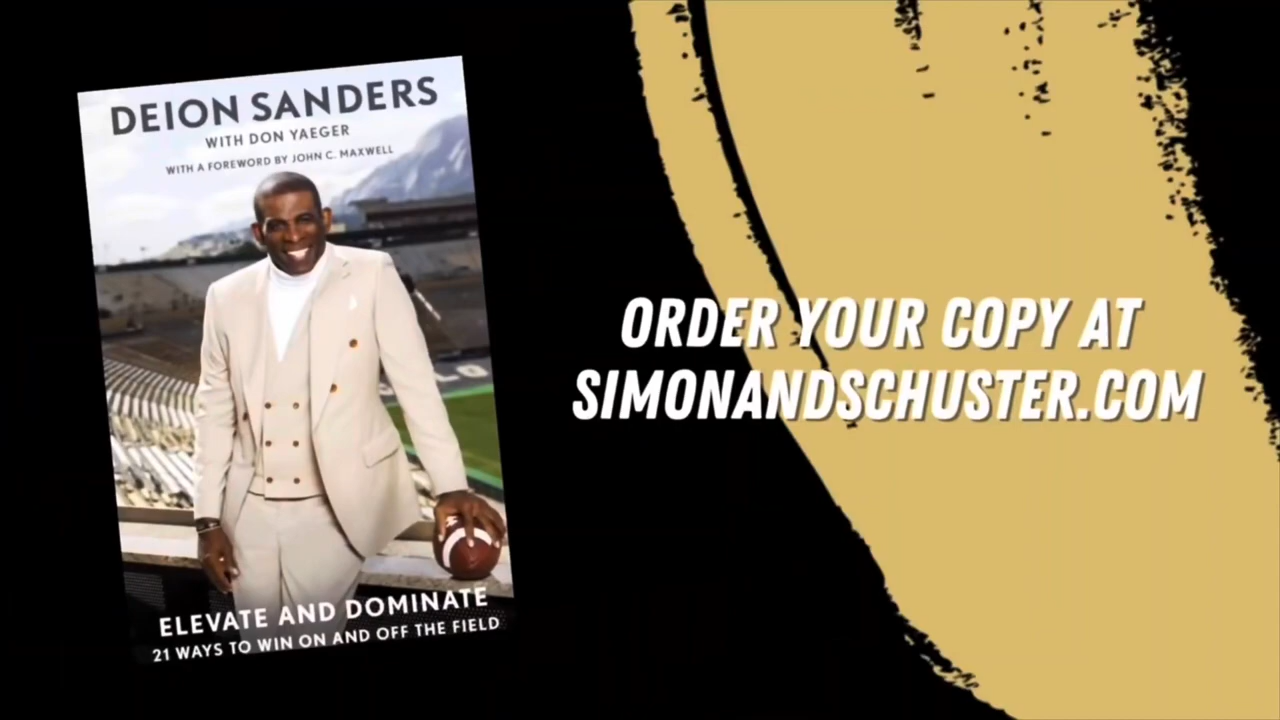 DEION SANDERS
WITH DON YAEGER
WITH A FOREWORD BY JOHN C. MAXWELL
ELEVATE AND DOMINATE
21 WAYS TO WIN ON AND OFF THE FIELD
ORDER YOUR COPY AT
SIMONANDSCHUSTER.COM